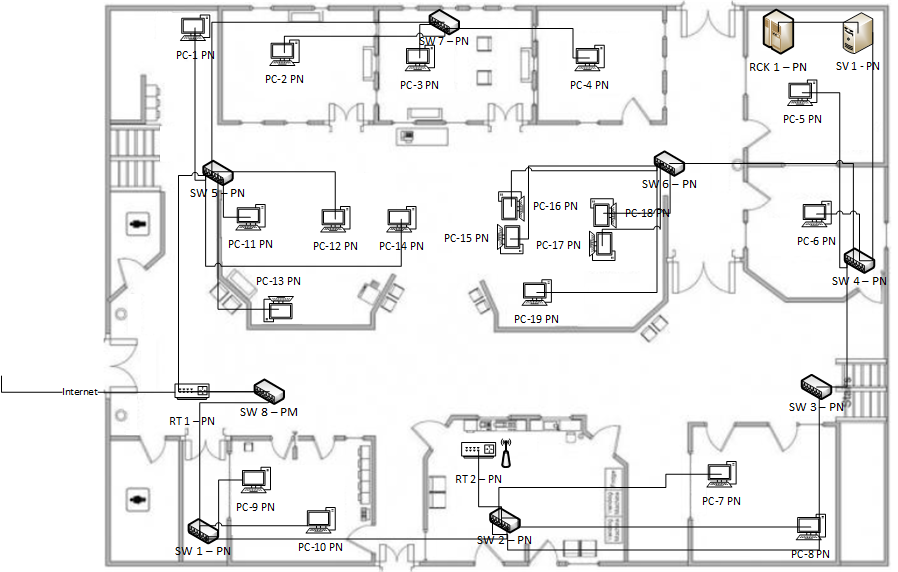 PC-1 PN
SW 7 – PN
PC-2 PN
PC-3 PN
PC-4 PN
RCK 1 – PN
SV 1 - PN
PC-5 PN
SW 5 – PN
SW 6 – PN
PC-16 PN
PC-18 PN
PC-11 PN
PC-12 PN
PC-14 PN
PC-15 PN
PC-17 PN
PC-6 PN
PC-13 PN
SW 4 – PN
PC-19 PN
Internet
RT 1 – PN
SW 8 – PM
SW 3 – PN
Stairs
RT 2 – PN
PC-9 PN
PC-7 PN
PC-10 PN
SW 1 – PN
SW 2 – PN
PC-8 PN